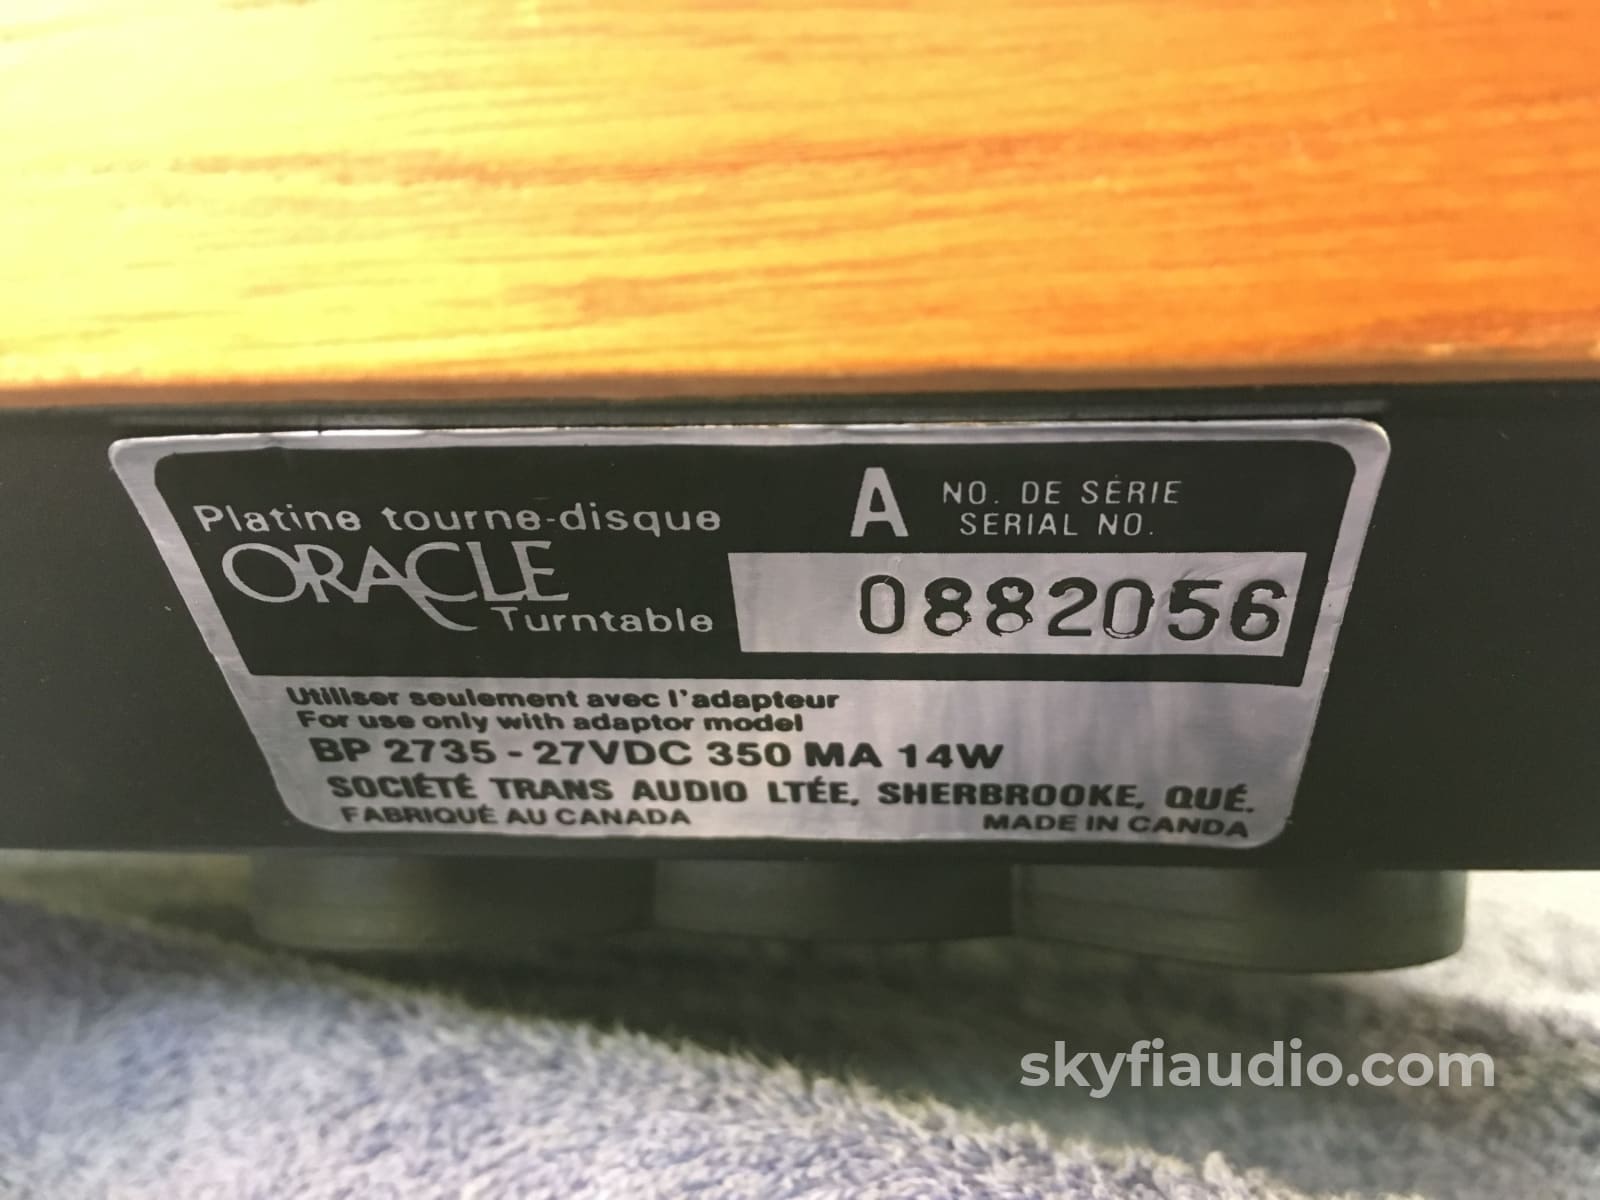 Platine tourne-disque
ORACLE
Turntable
A
NO. DE SÉRIE
SERIAL NO.
0882056
Utiliser seulement avec l'adapteur
For use only with adaptor model
BP 2735 - 27VDC 350 MA 14W
SOCIÉTÉ TRANS AUDIO LTÉE, SHERBROOKE, QUÉ.
FABRIQUÉ AU CANADA
MADE IN CANDA
skyfiaudio.com